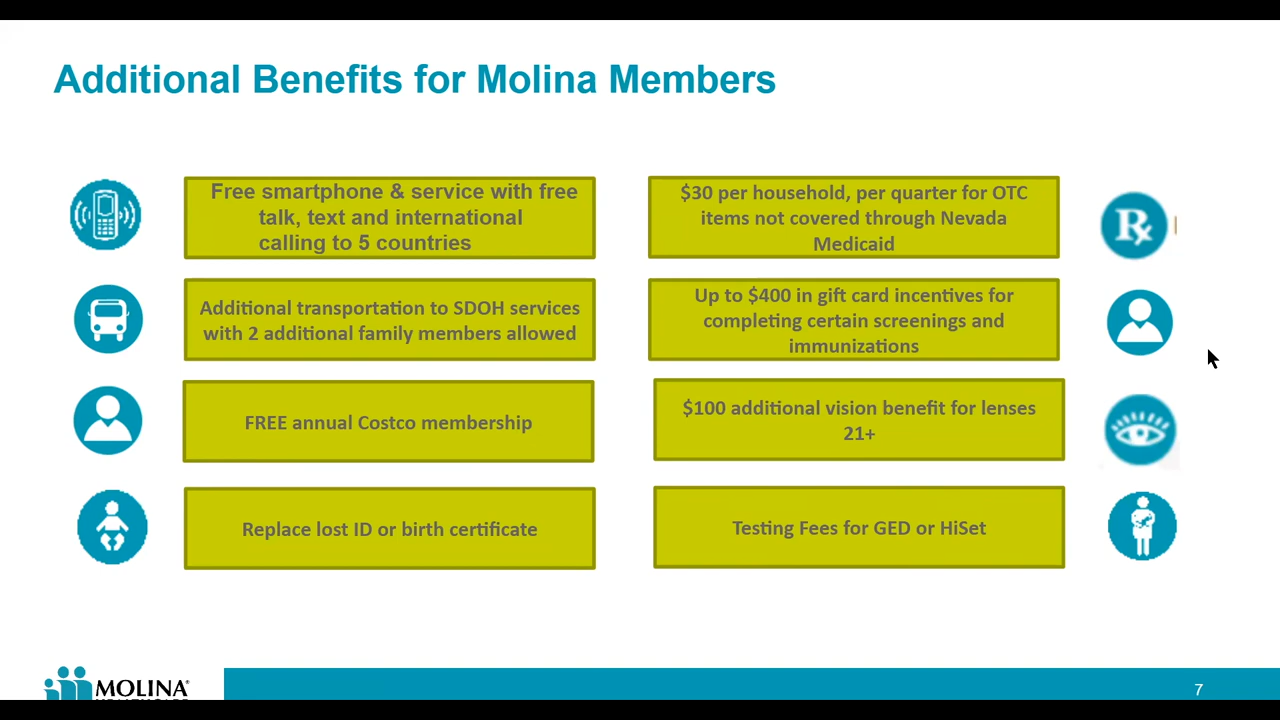 Additional Benefits for Molina Members
Free smartphone & service with free
talk, text and international
calling to 5 countries
$30 per household, per quarter for OTC
items not covered through Nevada
Medicaid
Rx
Additional transportation to SDOH services
with 2 additional family members allowed
Up to $400 in gift card incentives for
completing certain screenings and
immunizations
FREE annual Costco membership
$100 additional vision benefit for lenses
21+
Replace lost ID or birth certificate
Testing Fees for GED or HiSet
MOLINA®
7